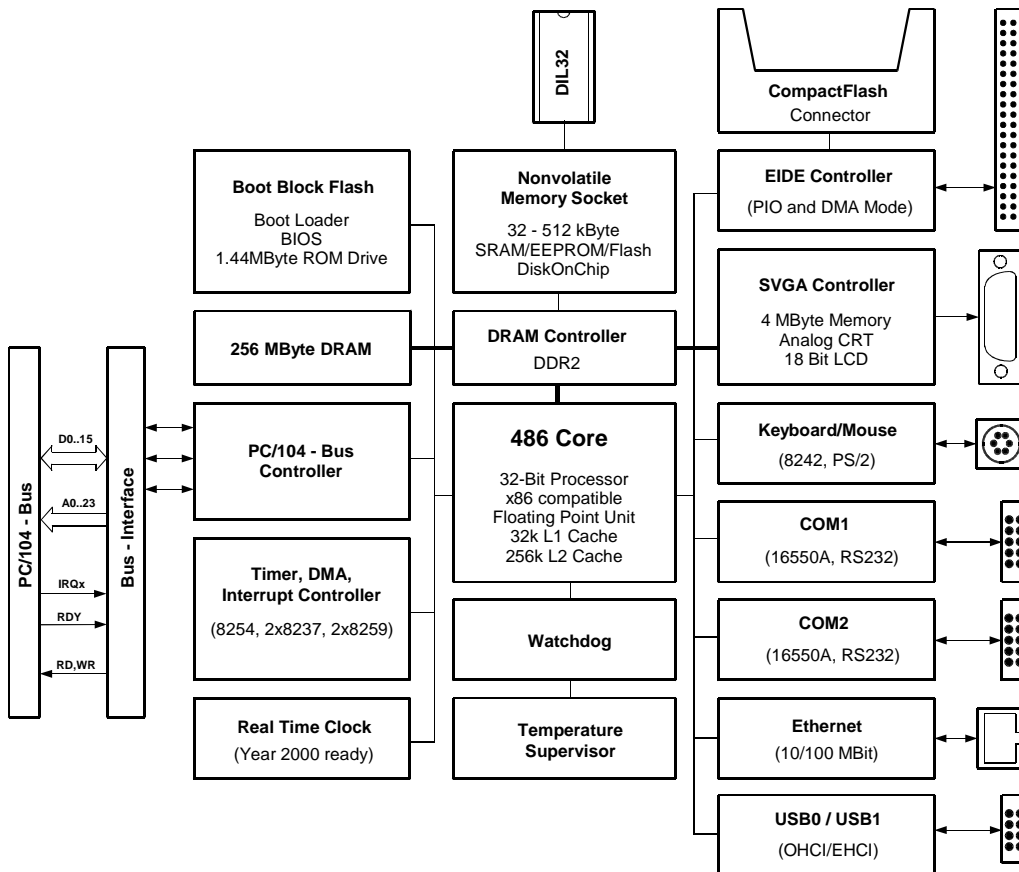 DIL32
CompactFlash
Connector
Boot Block Flash
Boot Loader
BIOS
1.44MByte ROM Drive
Nonvolatile
Memory Socket
32 - 512 kByte
SRAM/EEPROM/Flash
DiskOnChip
EIDE Controller
(PIO and DMA Mode)
SVGA Controller
4 MByte Memory
Analog CRT
18 Bit LCD
256 MByte DRAM
DRAM Controller
DDR2
PC/104 - Bus
D0..15
A0..23
IRQx
RDY
RD,WR
Bus - Interface
PC/104 - Bus
Controller
486 Core
32-Bit Processor
x86 compatible
Floating Point Unit
32k L1 Cache
256k L2 Cache
Keyboard/Mouse
(8242, PS/2)
COM1
(16550A, RS232)
Timer, DMA,
Interrupt Controller
(8254, 2x8237, 2x8259)
Watchdog
COM2
(16550A, RS232)
Real Time Clock
(Year 2000 ready)
Temperature
Supervisor
Ethernet
(10/100 MBit)
USB0 / USB1
(OHCI/EHCI)